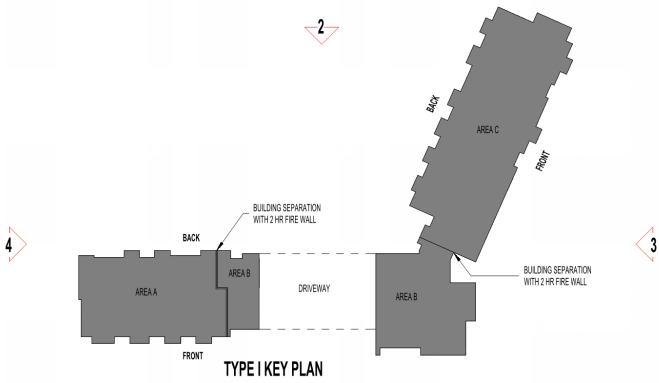 2
BACK
AREA C
FRONT
BUILDING SEPARATION
WITH 2 HR FIRE WALL
4
BACK
3
AREA B
BUILDING SEPARATION
WITH 2 HR FIRE WALL
AREA A
DRIVEWAY
AREA B
FRONT
TYPE I KEY PLAN